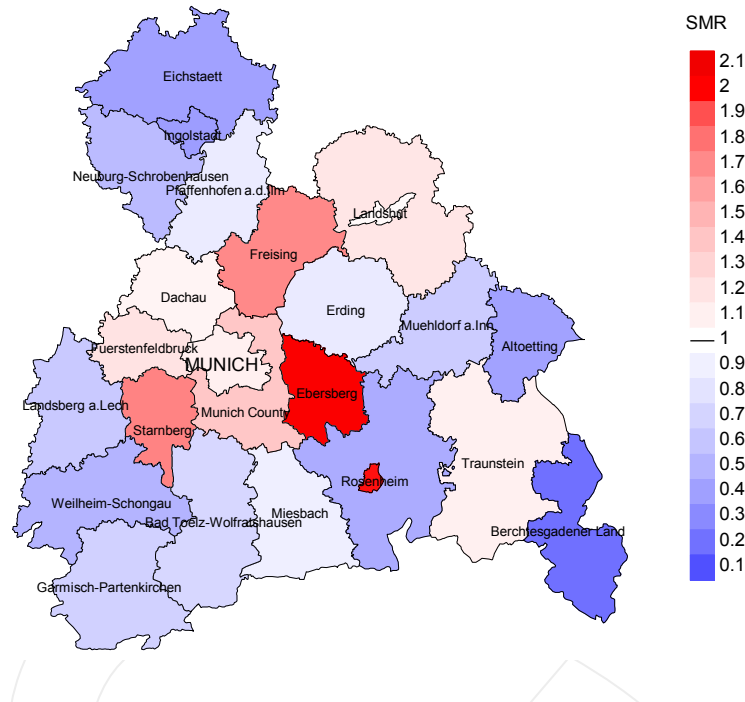 SMR
2.1
2
1.9
1.8
1.7
1.6
1.5
1.4
1.3
1.2
1.1
1
0.9
0.8
0.7
0.6
0.5
0.4
0.3
0.2
0.1
Eichstaett
Ingolstadt
Neuburg-Schrobenhausen
Pfaffenhofen a.d.Ilm
Landshut
Freising
Dachau
Erding
Muehldorf a.Inn
Altoetting
Fuerstenfeldbruck
MUNICH
Ebersberg
Landsberg a.Lech
Munich County
Starnberg
Traunstein
Rosenheim
Weilheim-Schongau
Miesbach
Bad Toelz-Wolfratshausen
Berchtesgadener Land
Garmisch-Partenkirchen